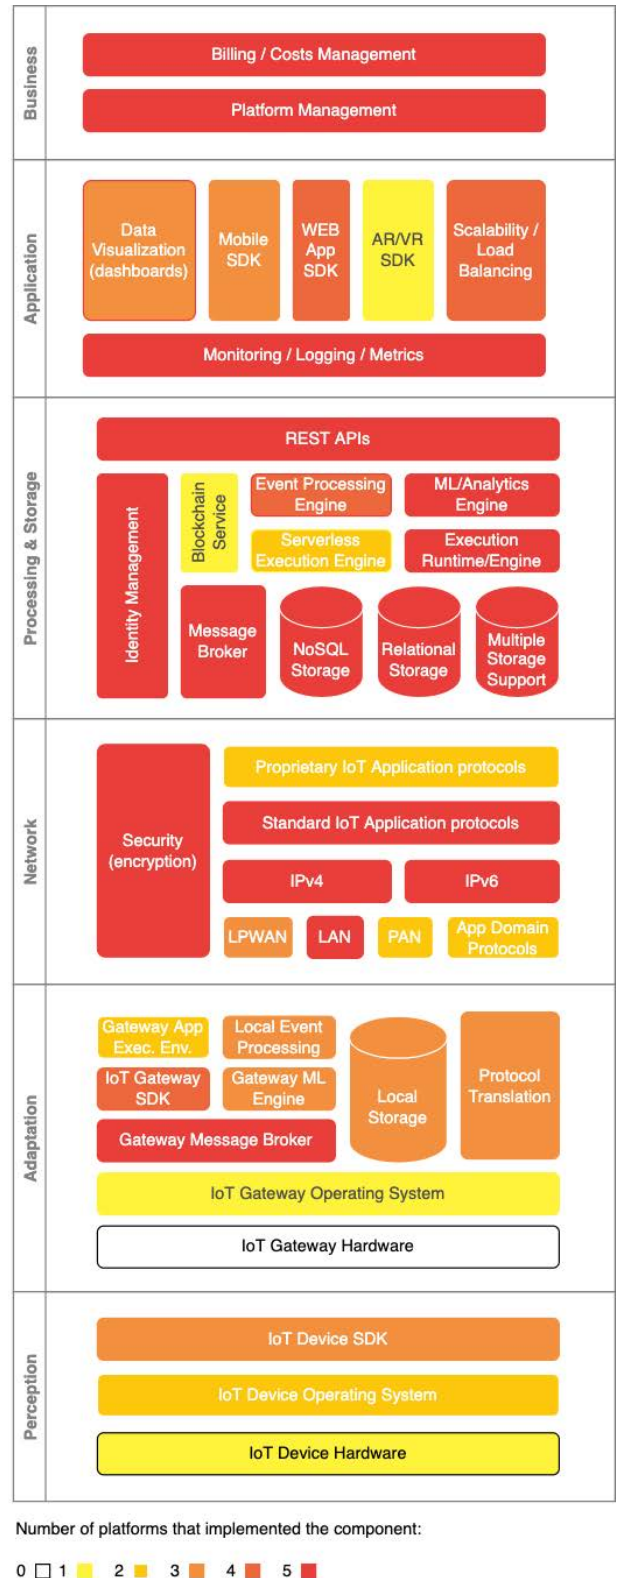 Business
Billing / Costs Management
Platform Management
Application
Data
Visualization
(dashboards)
Mobile
SDK
WEB
App
SDK
AR/VR
SDK
Scalability /
Load
Balancing
Monitoring / Logging / Metrics
Processing & Storage
REST APIs
Identity Management
Blockchain
Service
Event Processing
Engine
ML/Analytics
Engine
Serverless
Execution Engine
Execution
Runtime/Engine
Message
Broker
NoSQL
Storage
Relational
Storage
Multiple
Storage
Support
Network
Security
(encryption)
Proprietary IoT Application protocols
Standard IoT Application protocols
IPv4
IPv6
LPWAN
LAN
PAN
App Domain
Protocols
Adaptation
Gateway App
Exec. Env.
Local Event
Processing
IoT Gateway
SDK
Gateway ML
Engine
Local
Storage
Protocol
Translation
Gateway Message Broker
IoT Gateway Operating System
IoT Gateway Hardware
Perception
IoT Device SDK
IoT Device Operating System
IoT Device Hardware
Number of platforms that implemented the component:
0 1 2 3 4 5